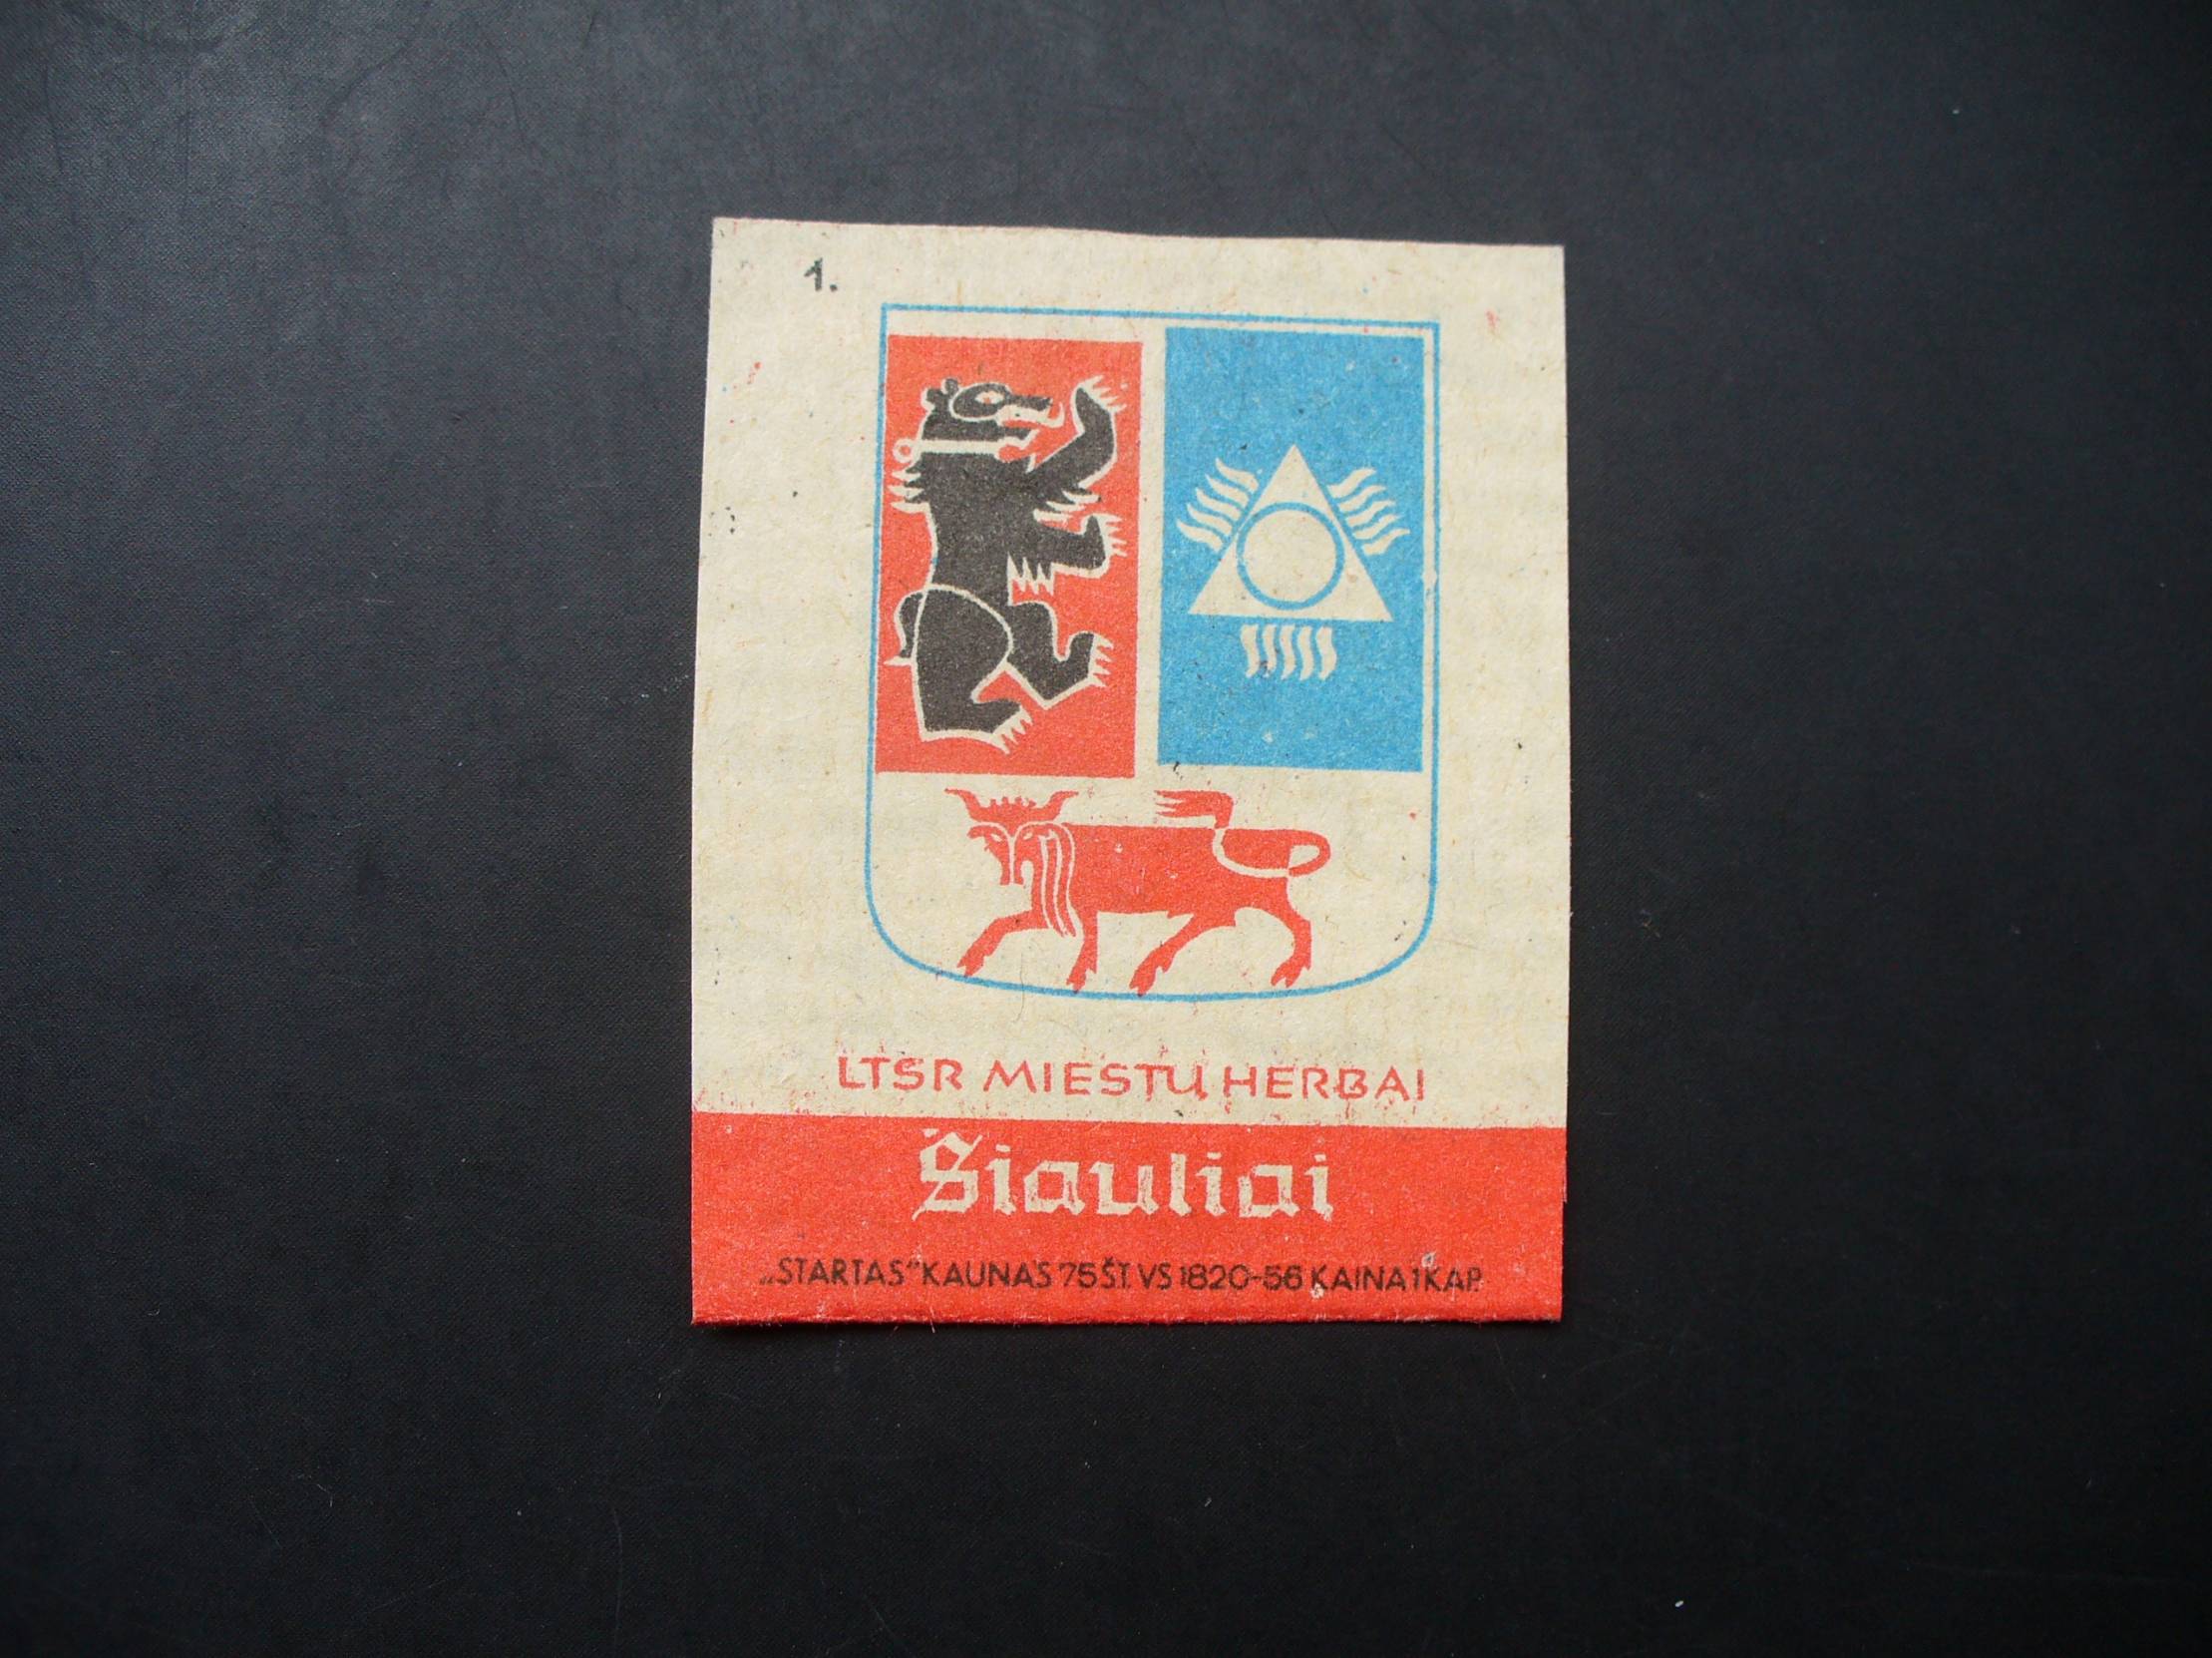 1.
LTSR MIESTŲ HERBAI
Šiauliai
„STARTAS“ KAUNAS 75 ŠT. VS 1820-56 KAINA 1 KAP.